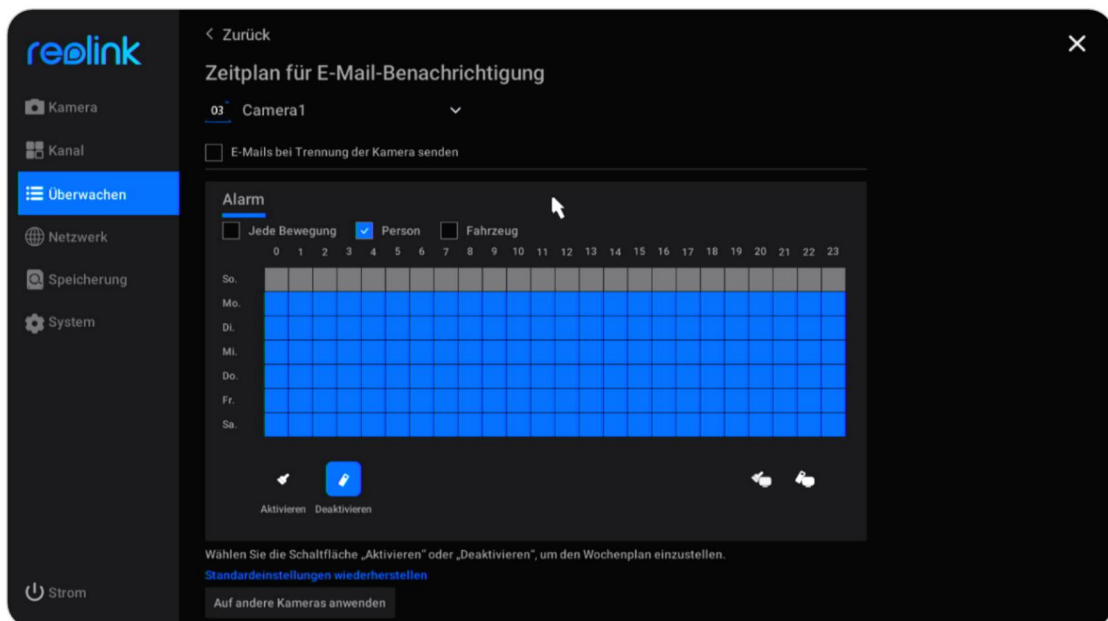 reolink
Kamera
Kanal
Überwachen
Netzwerk
Speicherung
System
Strom
< Zurück
Zeitplan für E-Mail-Benachrichtigung
03 Camera1
E-Mails bei Trennung der Kamera senden
Alarm
Jede Bewegung Person Fahrzeug
0 1 2 3 4 5 6 7 8 9 10 11 12 13 14 15 16 17 18 19 20 21 22 23
So.
Mo.
Di.
Mi.
Do.
Fr.
Sa.
Aktivieren Deaktivieren
Wählen Sie die Schaltfläche „Aktivieren“ oder „Deaktivieren“, um den Wochenplan einzustellen.
Standardeinstellungen wiederherstellen
Auf andere Kameras anwenden